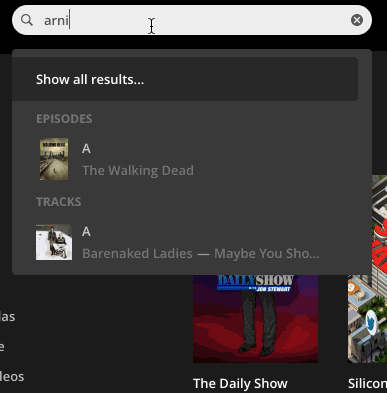 arni
Show all results...
EPISODES
A
The Walking Dead
TRACKS
A
Barenaked Ladies — Maybe You Sho...
DAILY SHOW
WITH JON STEWART
las
e
deos
The Daily Show
Silicon